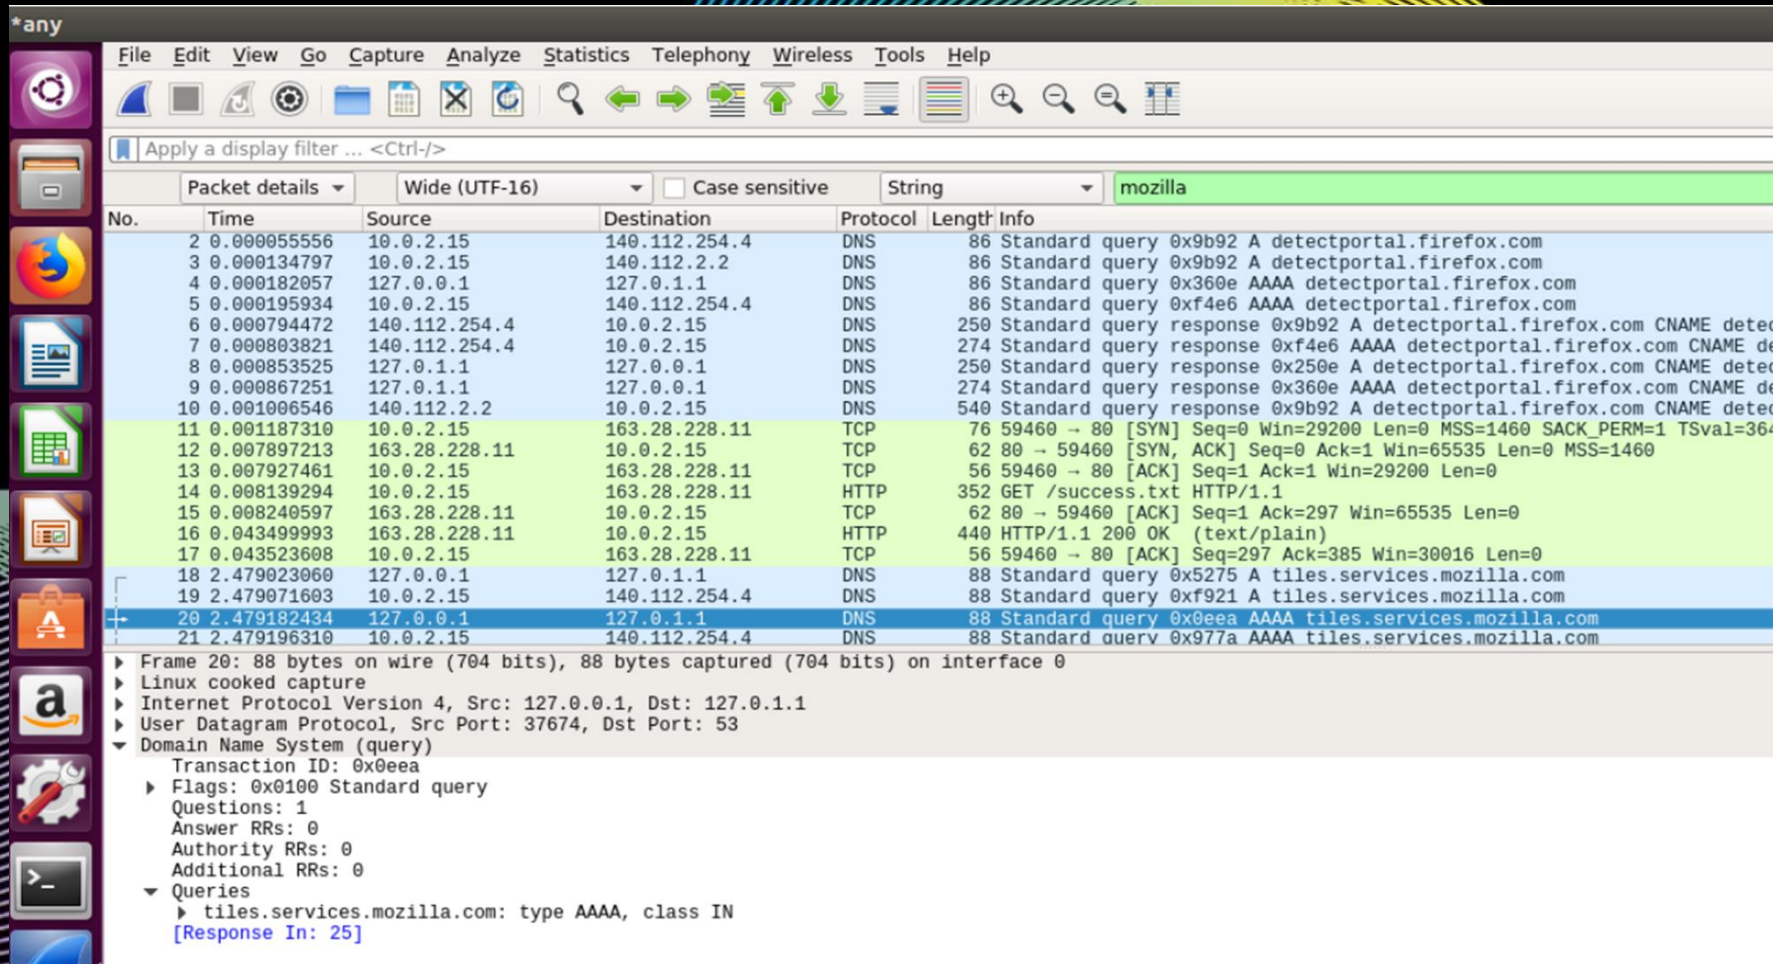 *any
File Edit View Go Capture Analyze Statistics Telephony Wireless Tools Help
Apply a display filter ... <Ctrl-/>
Packet details Wide (UTF-16) Case sensitive String mozilla
No. Time Source Destination Protocol Length Info
2 0.000055556 10.0.2.15 140.112.254.4 DNS 86 Standard query 0x9b92 A detectportal.firefox.com
3 0.000134797 10.0.2.15 140.112.2.2 DNS 86 Standard query 0x9b92 A detectportal.firefox.com
4 0.000182057 127.0.0.1 127.0.1.1 DNS 86 Standard query 0x360e AAAA detectportal.firefox.com
5 0.000195934 10.0.2.15 140.112.254.4 DNS 86 Standard query 0xf4e6 AAAA detectportal.firefox.com
6 0.000794472 140.112.254.4 10.0.2.15 DNS 250 Standard query response 0x9b92 A detectportal.firefox.com CNAME detec
7 0.000803821 140.112.254.4 10.0.2.15 DNS 274 Standard query response 0xf4e6 AAAA detectportal.firefox.com CNAME de
8 0.000853525 127.0.1.1 127.0.0.1 DNS 250 Standard query response 0x250e A detectportal.firefox.com CNAME detec
9 0.000867251 127.0.1.1 127.0.0.1 DNS 274 Standard query response 0x360e AAAA detectportal.firefox.com CNAME de
10 0.001006546 140.112.2.2 10.0.2.15 DNS 540 Standard query response 0x9b92 A detectportal.firefox.com CNAME detec
11 0.001187310 10.0.2.15 163.28.228.11 TCP 76 59460 → 80 [SYN] Seq=0 Win=29200 Len=0 MSS=1460 SACK_PERM=1 TSval=364
12 0.007897213 163.28.228.11 10.0.2.15 TCP 62 80 → 59460 [SYN, ACK] Seq=0 Ack=1 Win=65535 Len=0 MSS=1460
13 0.007927461 10.0.2.15 163.28.228.11 TCP 56 59460 → 80 [ACK] Seq=1 Ack=1 Win=29200 Len=0
14 0.008139294 10.0.2.15 163.28.228.11 HTTP 352 GET /success.txt HTTP/1.1
15 0.008240597 163.28.228.11 10.0.2.15 TCP 62 80 → 59460 [ACK] Seq=1 Ack=297 Win=65535 Len=0
16 0.043499993 163.28.228.11 10.0.2.15 HTTP 440 HTTP/1.1 200 OK (text/plain)
17 0.043523608 10.0.2.15 163.28.228.11 TCP 56 59460 → 80 [ACK] Seq=297 Ack=385 Win=30016 Len=0
18 2.479023060 127.0.0.1 127.0.1.1 DNS 88 Standard query 0x5275 A tiles.services.mozilla.com
19 2.479071603 10.0.2.15 140.112.254.4 DNS 88 Standard query 0xf921 A tiles.services.mozilla.com
20 2.479182434 127.0.0.1 127.0.1.1 DNS 88 Standard query 0x0eea AAAA tiles.services.mozilla.com
21 2.479196310 10.0.2.15 140.112.254.4 DNS 88 Standard query 0x977a AAAA tiles.services.mozilla.com
Frame 20: 88 bytes on wire (704 bits), 88 bytes captured (704 bits) on interface 0
Linux cooked capture
Internet Protocol Version 4, Src: 127.0.0.1, Dst: 127.0.1.1
User Datagram Protocol, Src Port: 37674, Dst Port: 53
Domain Name System (query)
Transaction ID: 0x0eea
Flags: 0x0100 Standard query
Questions: 1
Answer RRs: 0
Authority RRs: 0
Additional RRs: 0
Queries
tiles.services.mozilla.com: type AAAA, class IN
[Response In: 25]